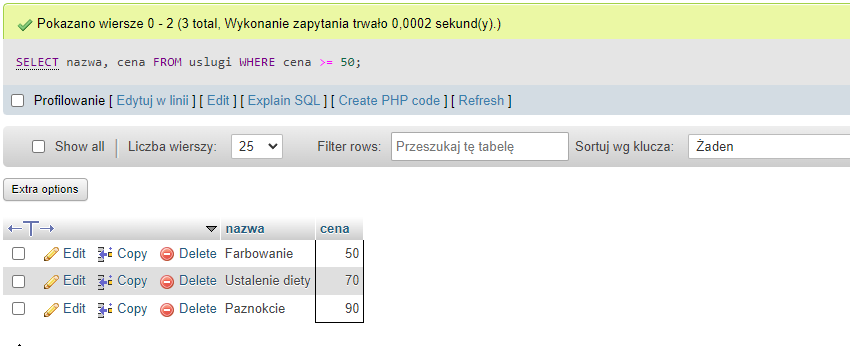 Pokazano wiersze 0 - 2 (3 total, Wykonanie zapytania trwało 0,0002 sekund(y).)
SELECT nazwa, cena FROM uslugi WHERE cena >= 50;
Profilowanie [ Edytuj w linii ] [ Edit ] [ Explain SQL ] [ Create PHP code ] [ Refresh ]
Show all Liczba wierszy: 25 Filter rows: Przeszukaj tę tabelę Sortuj wg klucza: Żaden
Extra options
nazwa cena
Edit Copy Delete Farbowanie 50
Edit Copy Delete Ustalenie diety 70
Edit Copy Delete Paznokcie 90